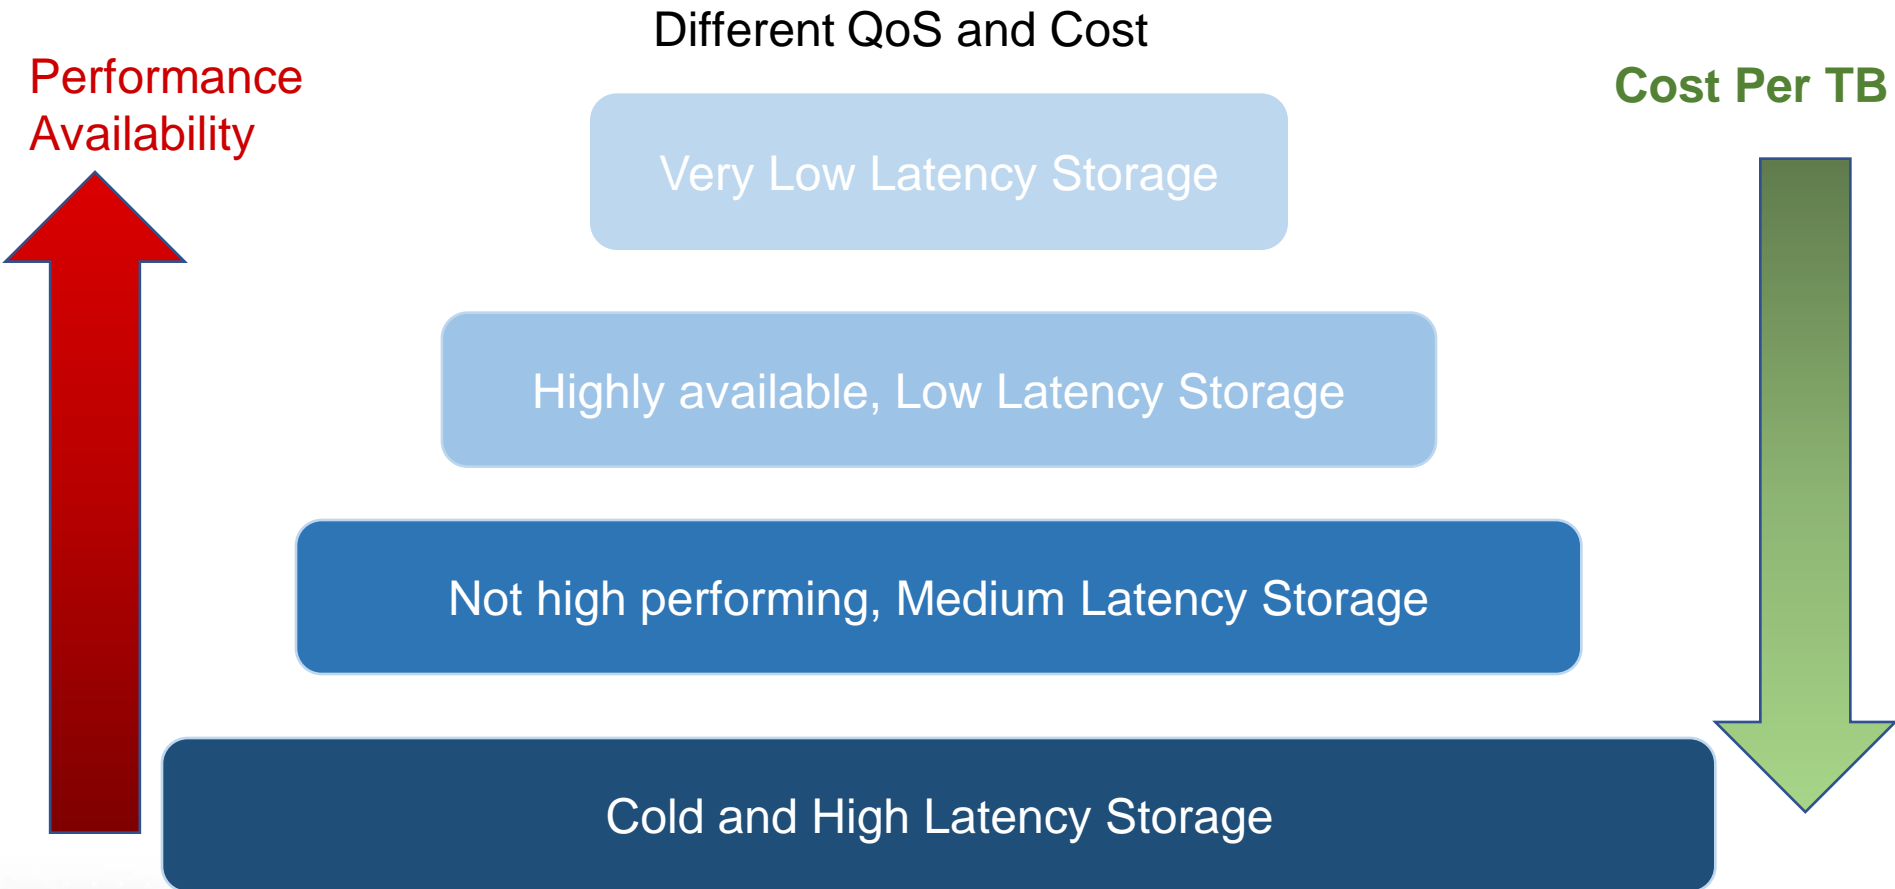 Different QoS and Cost
Performance
Availability
Cost Per TB
Very Low Latency Storage
Highly available, Low Latency Storage
Not high performing, Medium Latency Storage
Cold and High Latency Storage